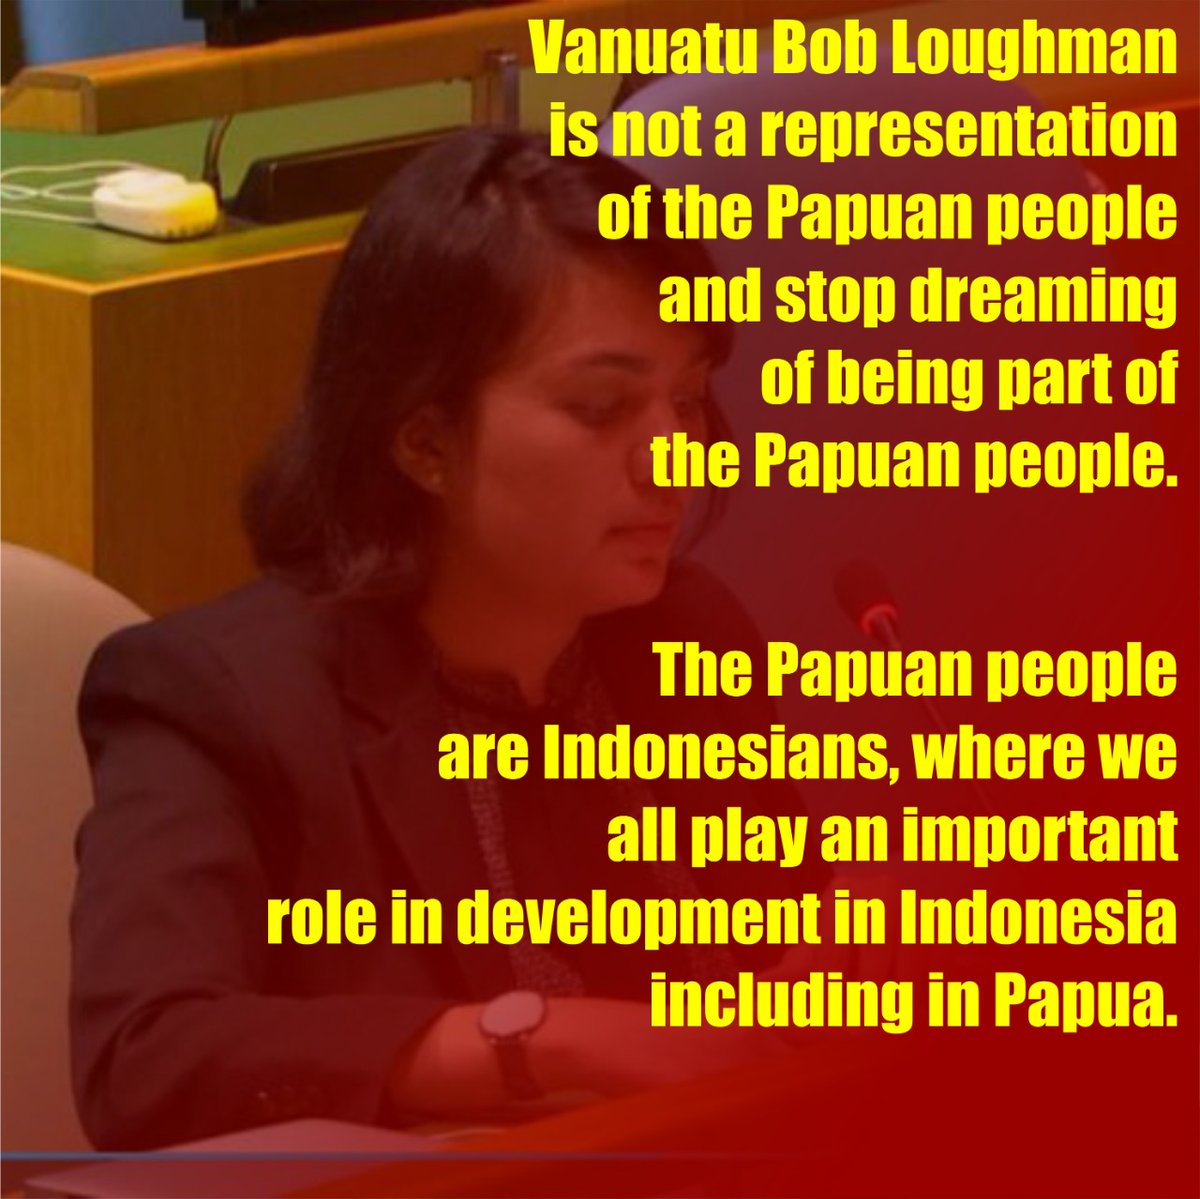 Vanuatu Bob Loughman
is not a representation
of the Papuan people
and stop dreaming
of being part of
the Papuan people.
The Papuan people
are Indonesians, where we
all play an important
role in development in Indonesia
including in Papua.